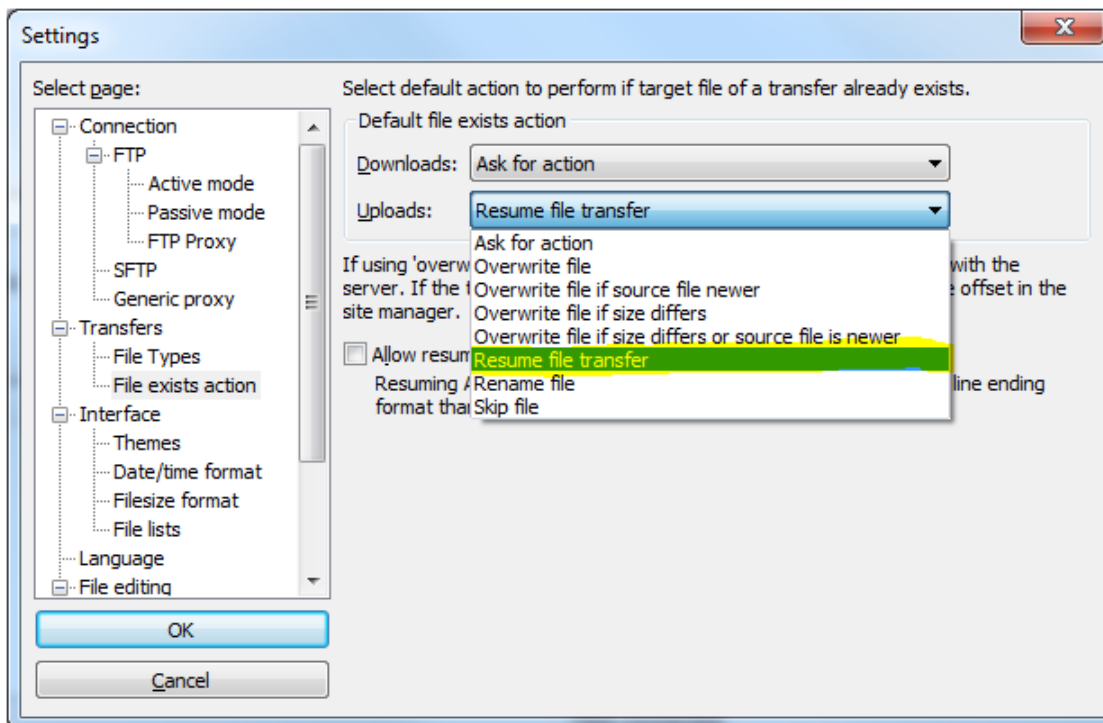 Settings
Select page:
Connection
FTP
Active mode
Passive mode
FTP Proxy
SFTP
Generic proxy
Transfers
File Types
File exists action
Interface
Themes
Date/time format
Filesize format
File lists
Language
File editing
OK
Cancel
Select default action to perform if target file of a transfer already exists.
Default file exists action
Downloads: Ask for action
Uploads: Resume file transfer
Ask for action
Overwrite file
Overwrite file if source file newer
Overwrite file if size differs
Overwrite file if size differs or source file is newer
Resume file transfer
Rename file
Skip file
If using 'overw with the
server. If the t offset in the
site manager.
Allow resum
Resuming A line ending
format tha